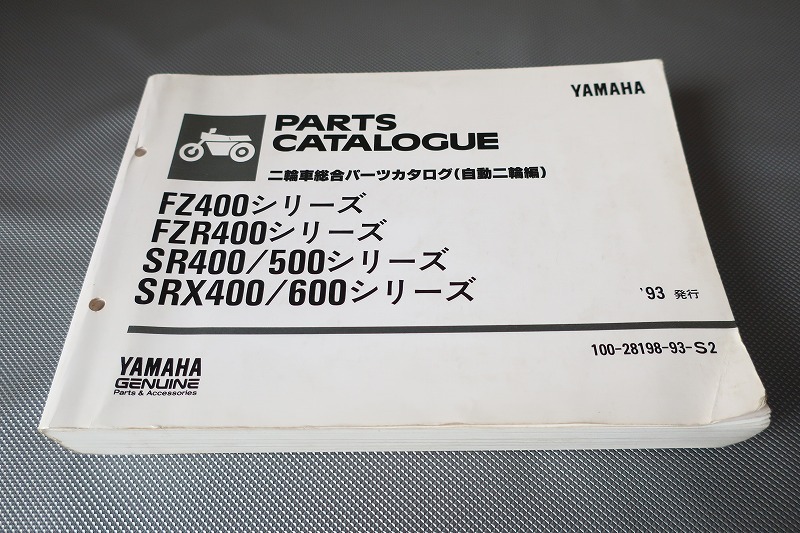 YAMAHA
PARTS
CATALOGUE
二輪車総合パーツカタログ(自動二輪編)
FZ400シリーズ
FZR400シリーズ
SR400/500シリーズ
SRX400/600シリーズ
'93 発行
100-28198-93-S2
YAMAHA
GENUINE
Parts & Accessories